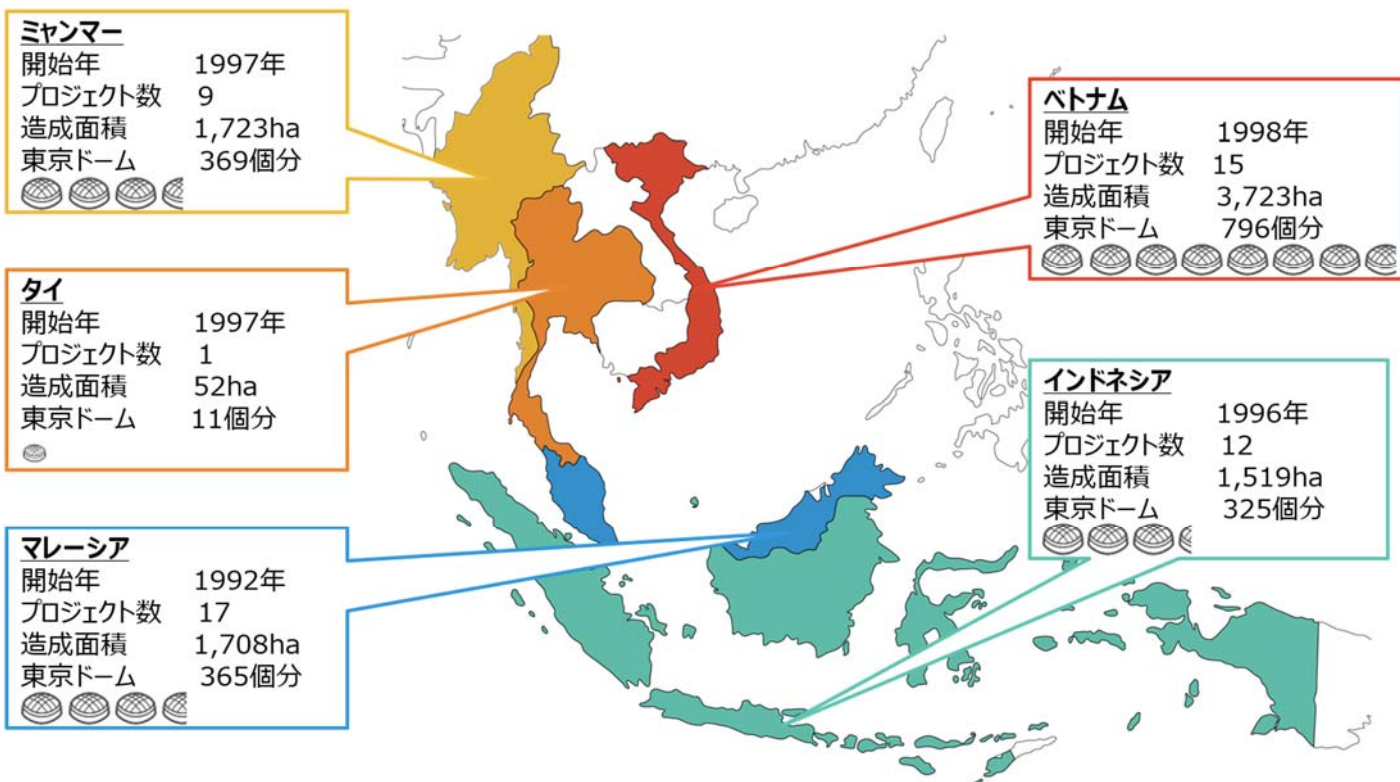 ミャンマー
開始年 1997年
プロジェクト数 9
造成面積 1,723ha
東京ドーム 369個分
タイ
開始年 1997年
プロジェクト数 1
造成面積 52ha
東京ドーム 11個分
マレーシア
開始年 1992年
プロジェクト数 17
造成面積 1,708ha
東京ドーム 365個分
ベトナム
開始年 1998年
プロジェクト数 15
造成面積 3,723ha
東京ドーム 796個分
インドネシア
開始年 1996年
プロジェクト数 12
造成面積 1,519ha
東京ドーム 325個分